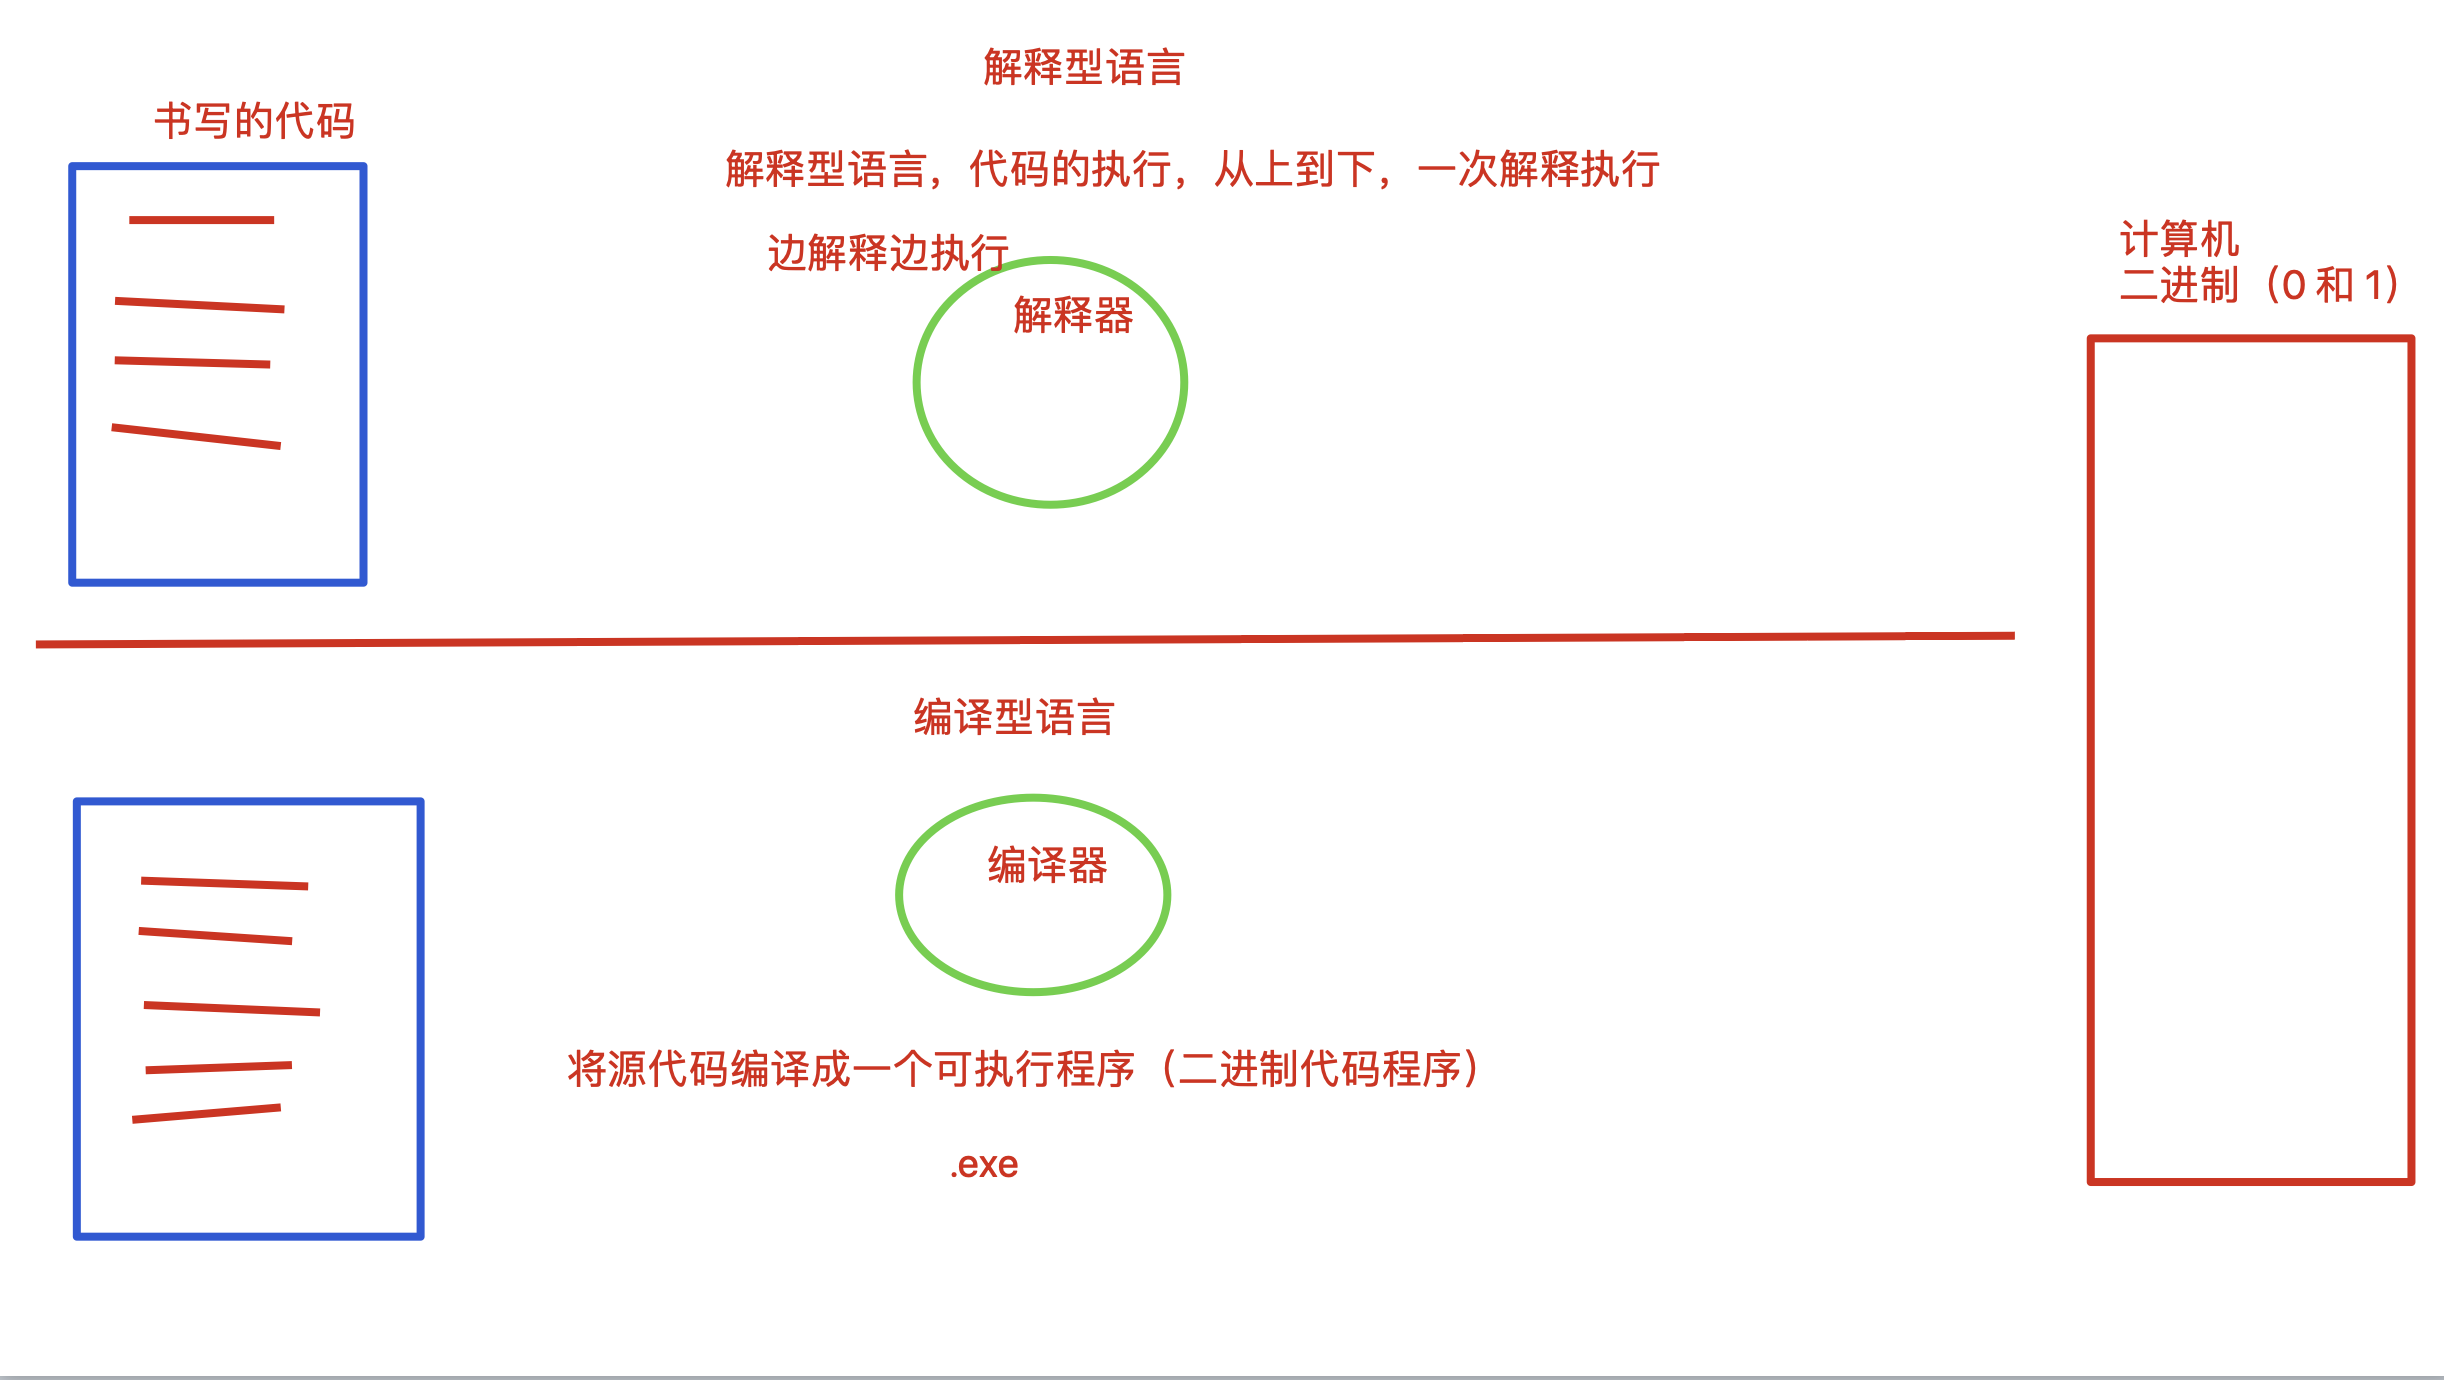 解释型语言
书写的代码
解释型语言，代码的执行，从上到下，一次解释执行
边解释边执行
解释器
计算机
二进制（0 和 1）
编译型语言
编译器
将源代码编译成一个可执行程序（二进制代码程序）
.exe